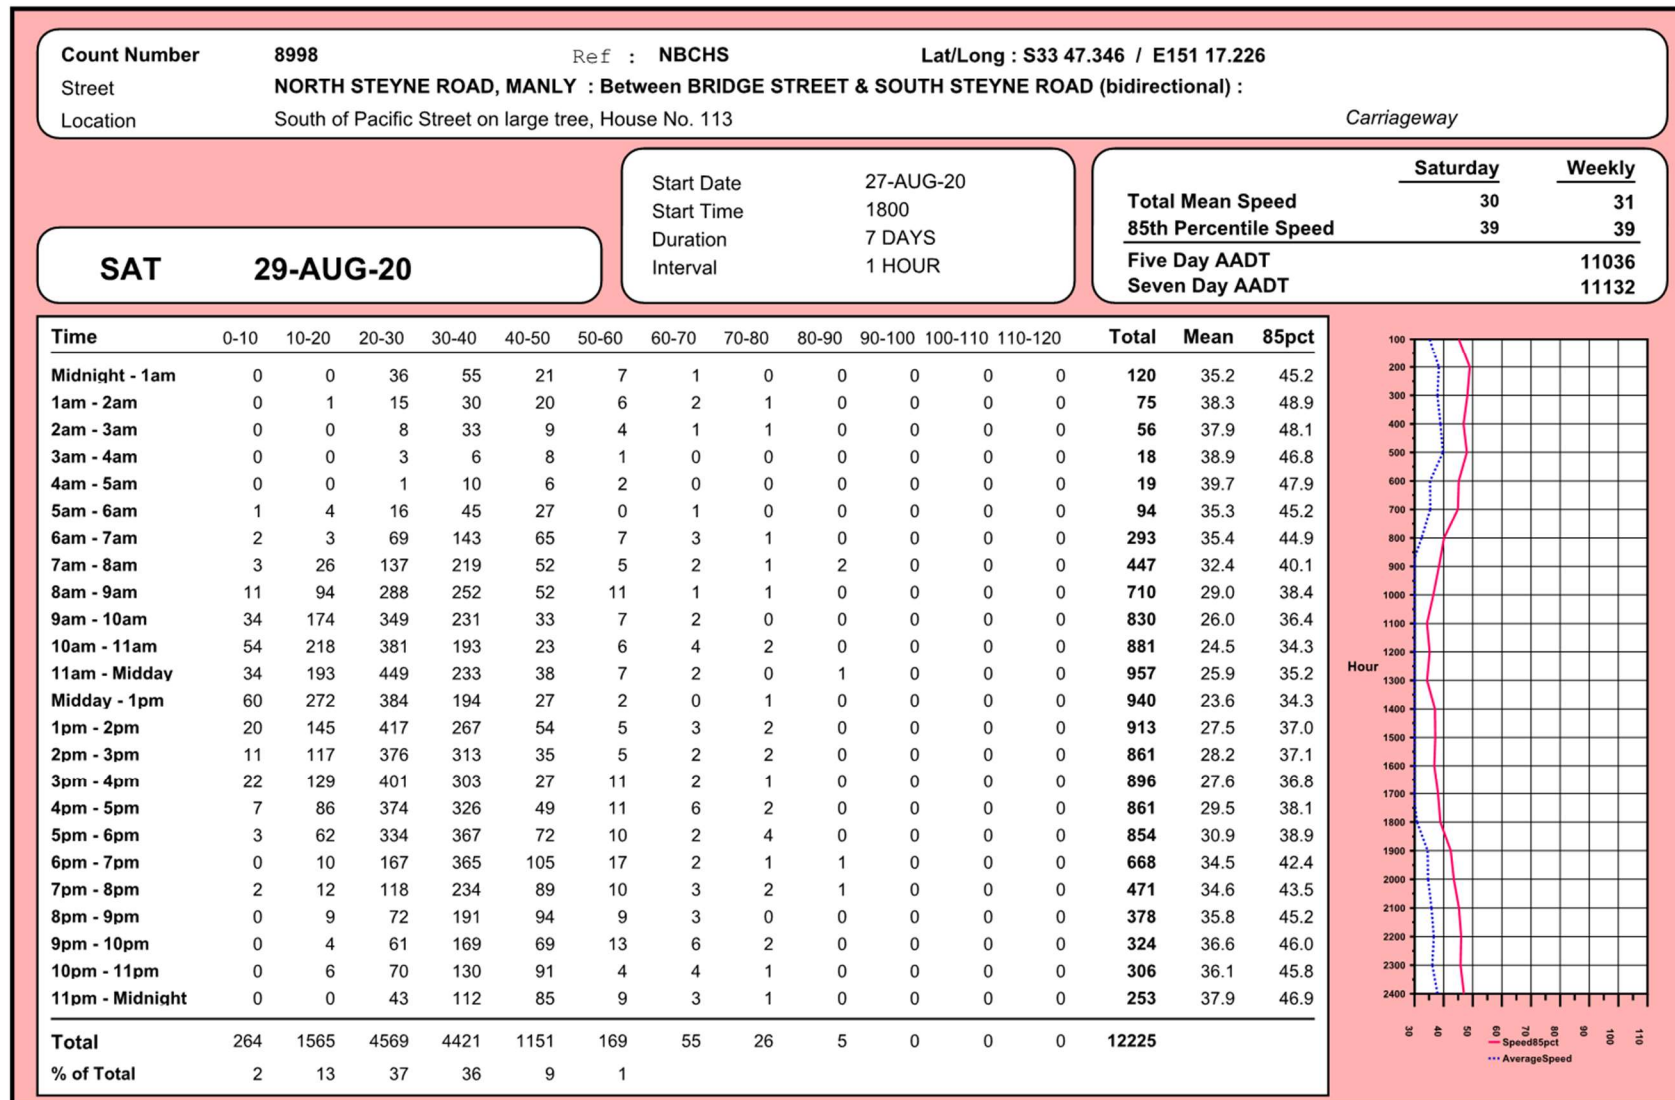 Count Number 8998 Ref : NBCHS Lat/Long : S33 47.346 / E151 17.226
Street NORTH STEYNE ROAD, MANLY : Between BRIDGE STREET & SOUTH STEYNE ROAD (bidirectional) :
Location South of Pacific Street on large tree, House No. 113 Carriageway
SAT 29-AUG-20
Start Date 27-AUG-20
Start Time 1800
Duration 7 DAYS
Interval 1 HOUR
Saturday Weekly
Total Mean Speed 30 31
85th Percentile Speed 39 39
Five Day AADT 11036
Seven Day AADT 11132
Time 0-10 10-20 20-30 30-40 40-50 50-60 60-70 70-80 80-90 90-100 100-110 110-120 Total Mean 85pct
Midnight - 1am 0 0 36 55 21 7 1 0 0 0 0 0 120 35.2 45.2
1am - 2am 0 1 15 30 20 6 2 1 0 0 0 0 75 38.3 48.9
2am - 3am 0 0 8 33 9 4 1 1 0 0 0 0 56 37.9 48.1
3am - 4am 0 0 3 6 8 1 0 0 0 0 0 0 18 38.9 46.8
4am - 5am 0 0 1 10 6 2 0 0 0 0 0 0 19 39.7 47.9
5am - 6am 1 4 16 45 27 0 1 0 0 0 0 0 94 35.3 45.2
6am - 7am 2 3 69 143 65 7 3 1 0 0 0 0 293 35.4 44.9
7am - 8am 3 26 137 219 52 5 2 1 2 0 0 0 447 32.4 40.1
8am - 9am 11 94 288 252 52 11 1 1 0 0 0 0 710 29.0 38.4
9am - 10am 34 174 349 231 33 7 2 0 0 0 0 0 830 26.0 36.4
10am - 11am 54 218 381 193 23 6 4 2 0 0 0 0 881 24.5 34.3
11am - Midday 34 193 449 233 38 7 2 0 1 0 0 0 957 25.9 35.2
Midday - 1pm 60 272 384 194 27 2 0 1 0 0 0 0 940 23.6 34.3
1pm - 2pm 20 145 417 267 54 5 3 2 0 0 0 0 913 27.5 37.0
2pm - 3pm 11 117 376 313 35 5 2 2 0 0 0 0 861 28.2 37.1
3pm - 4pm 22 129 401 303 27 11 2 1 0 0 0 0 896 27.6 36.8
4pm - 5pm 7 86 374 326 49 11 6 2 0 0 0 0 861 29.5 38.1
5pm - 6pm 3 62 334 367 72 10 2 4 0 0 0 0 854 30.9 38.9
6pm - 7pm 0 10 167 365 105 17 2 1 1 0 0 0 668 34.5 42.4
7pm - 8pm 2 12 118 234 89 10 3 2 1 0 0 0 471 34.6 43.5
8pm - 9pm 0 9 72 191 94 9 3 0 0 0 0 0 378 35.8 45.2
9pm - 10pm 0 4 61 169 69 13 6 2 0 0 0 0 324 36.6 46.0
10pm - 11pm 0 6 70 130 91 4 4 1 0 0 0 0 306 36.1 45.8
11pm - Midnight 0 0 43 112 85 9 3 1 0 0 0 0 253 37.9 46.9
Total 264 1565 4569 4421 1151 169 55 26 5 0 0 0 12225
% of Total 2 13 37 36 9 1
100
200
300
400
500
600
700
800
900
1000
1100
1200
Hour
1300
1400
1500
1600
1700
1800
1900
2000
2100
2200
2300
2400
30 40 50 60 70 80 90 100 110
Speed85pct
AverageSpeed